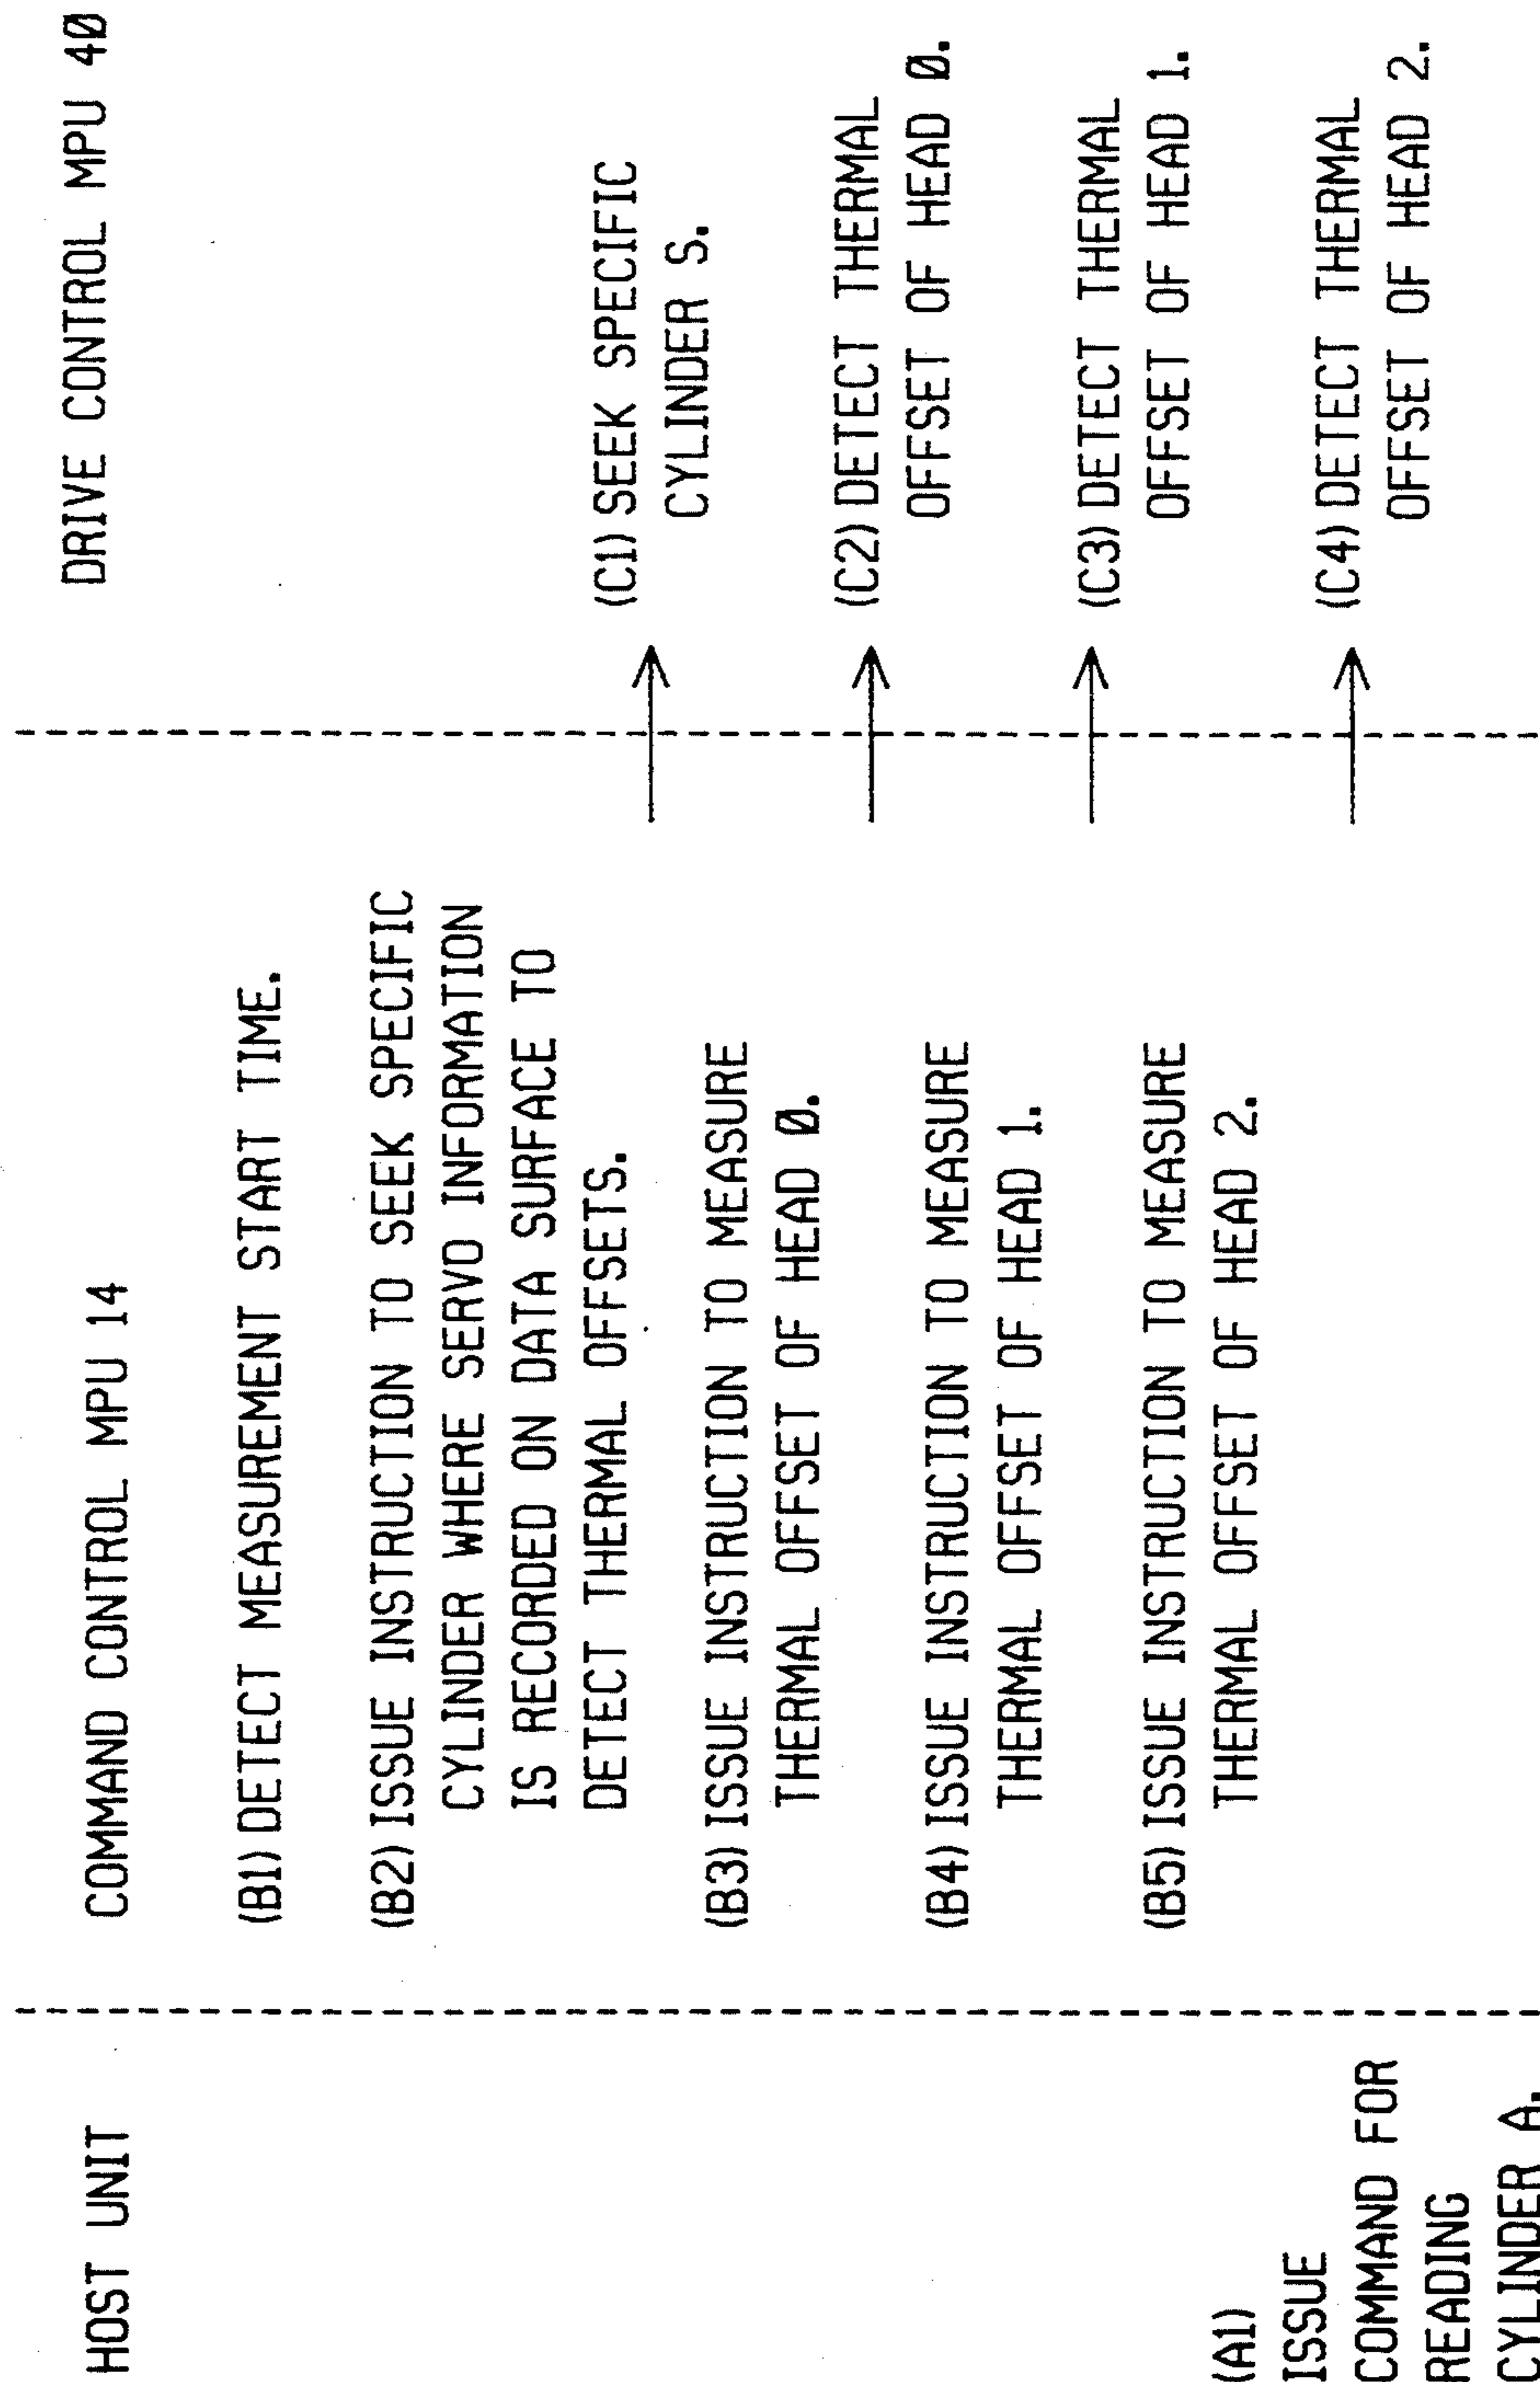 HOST UNIT
COMMAND CONTROL MPU 14
DRIVE CONTROL MPU 40
(B1) DETECT MEASUREMENT START TIME.
(B2) ISSUE INSTRUCTION TO SEEK SPECIFIC
CYLINDER WHERE SERVO INFORMATION
IS RECORDED ON DATA SURFACE TO
DETECT THERMAL OFFSETS.
(C1) SEEK SPECIFIC
CYLINDER S.
(B3) ISSUE INSTRUCTION TO MEASURE
THERMAL OFFSET OF HEAD 0.
(C2) DETECT THERMAL
OFFSET OF HEAD 0.
(B4) ISSUE INSTRUCTION TO MEASURE
THERMAL OFFSET OF HEAD 1.
(C3) DETECT THERMAL
OFFSET OF HEAD 1.
(B5) ISSUE INSTRUCTION TO MEASURE
THERMAL OFFSET OF HEAD 2.
(C4) DETECT THERMAL
OFFSET OF HEAD 2.
(A1)
ISSUE
COMMAND FOR
READING
CYLINDER A.